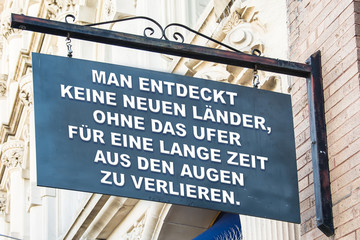 MAN ENTDECKT
KEINE NEUEN LÄNDER,
OHNE DAS UFER
FÜR EINE LANGE ZEIT
AUS DEN AUGEN
ZU VERLIEREN.